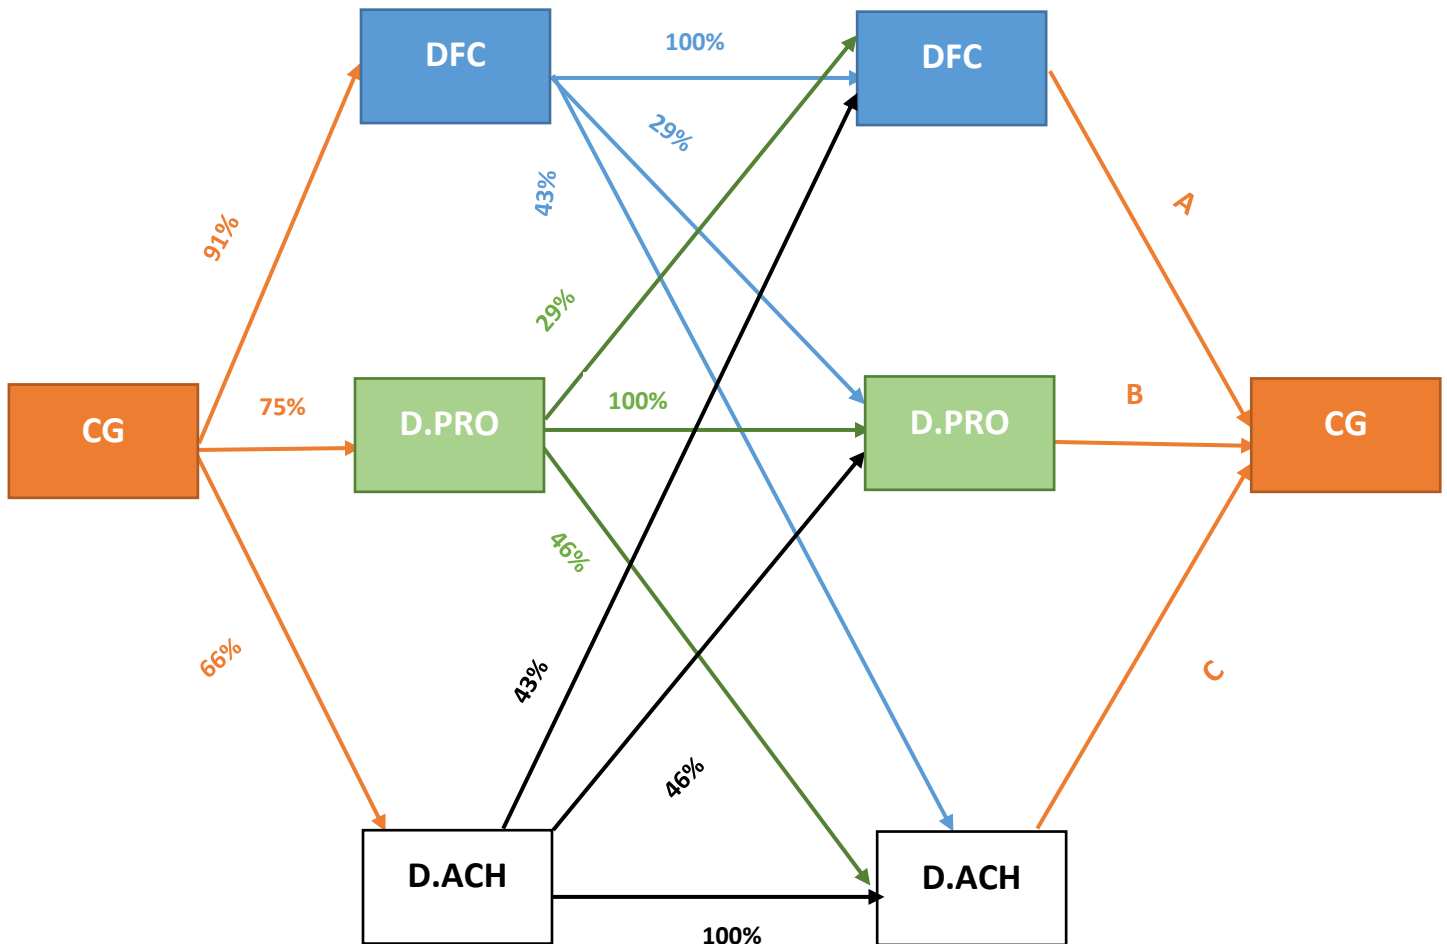 DFC
100%
DFC
29%
43%
A
91%
29%
CG
75%
D.PRO
100%
D.PRO
B
CG
46%
66%
43%
C
46%
D.ACH
D.ACH
100%